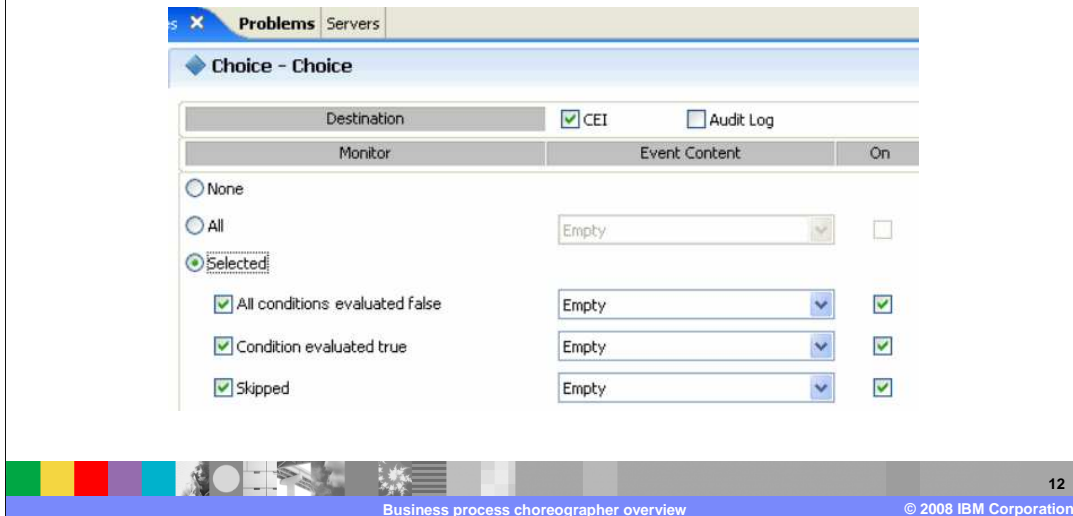 es Problems Servers
Choice - Choice
Destination CEI Audit Log
Monitor Event Content On
None
All Empty
Selected
All conditions evaluated false Empty
Condition evaluated true Empty
Skipped Empty
12
Business process choreographer overview © 2008 IBM Corporation